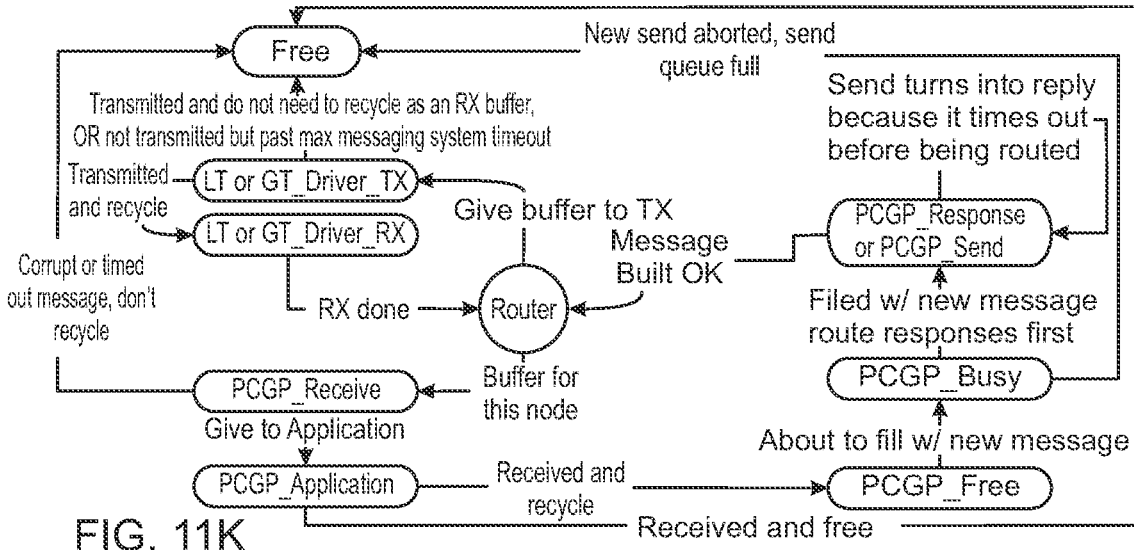 Free
New send aborted, send
queue full
Transmitted and do not need to recycle as an RX buffer,
OR not transmitted but past max messaging system timeout
Send turns into reply
because it times out
before being routed
Transmitted
and recycle
LT or GT_Driver_TX
LT or GT_Driver_RX
Give buffer to TX
Message
Built OK
PCGP_Response
or PCGP_Send
Corrupt or timed
out message, don't
recycle
RX done
Router
Filed w/ new message
route responses first
PCGP_Receive
Buffer for
this node
PCGP_Busy
Give to Application
About to fill w/ new message
PCGP_Application
Received and
recycle
PCGP_Free
Received and free
FIG. 11K